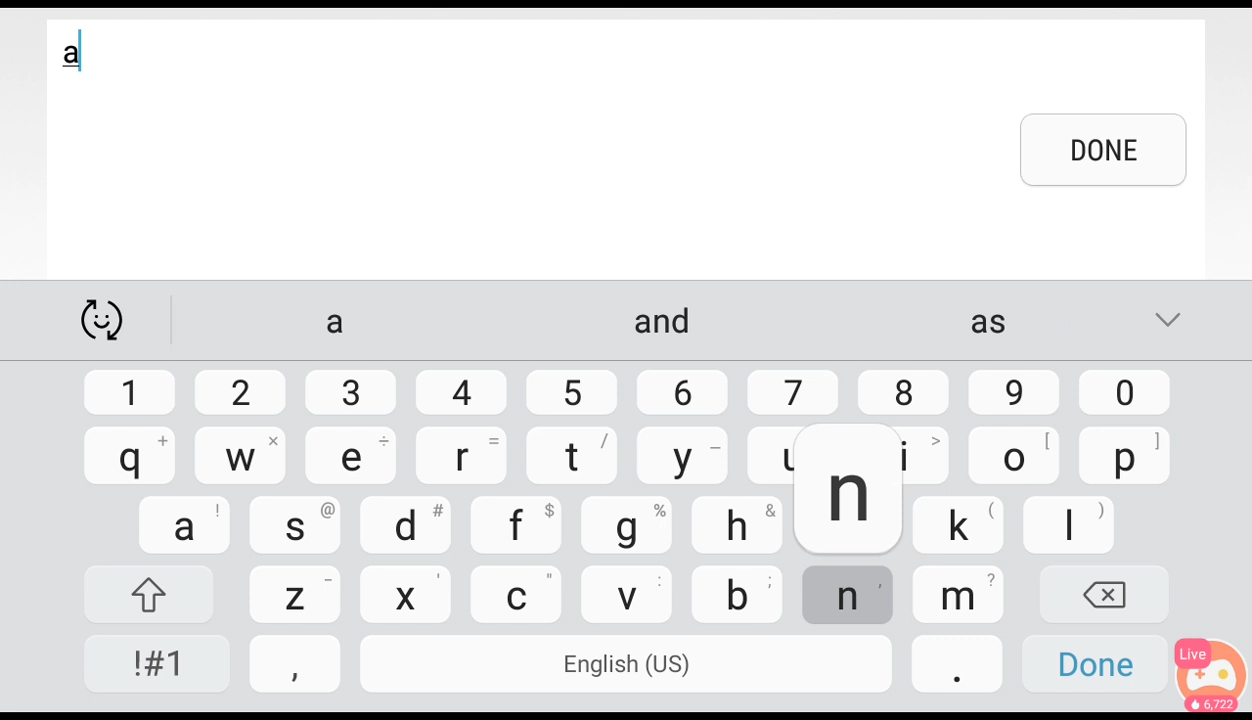 a
DONE
a and as
1 2 3 4 5 6 7 8 9 0
q + w × e ÷ r = t / y _ u i > o [ p ]
a ! s @ d # f $ g % h & n k ( l )
z - x ' c " v : b ; n , m ?
!#1 , English (US) . Done
Live
6,722